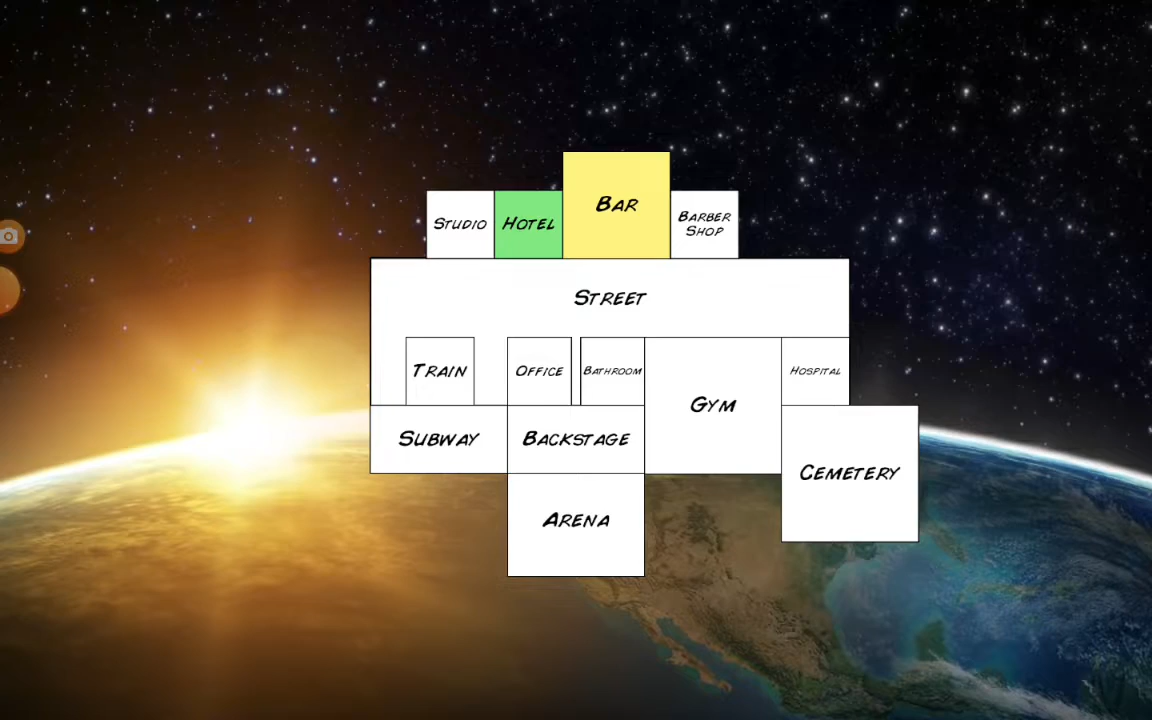 BAR
STUDIO
HOTEL
BARBER
SHOP
STREET
TRAIN
OFFICE
BATHROOM
HOSPITAL
GYM
SUBWAY
BACKSTAGE
CEMETERY
ARENA